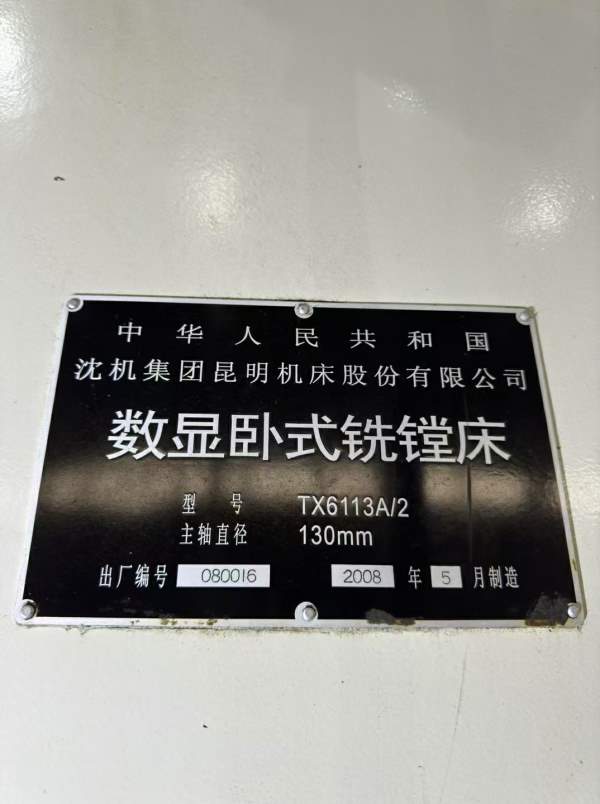 中华人民共和国
沈机集团昆明机床股份有限公司
数显卧式铣镗床
型号 TX6113A/2
主轴直径 130mm
出厂编号 080016 2008 年 5 月制造